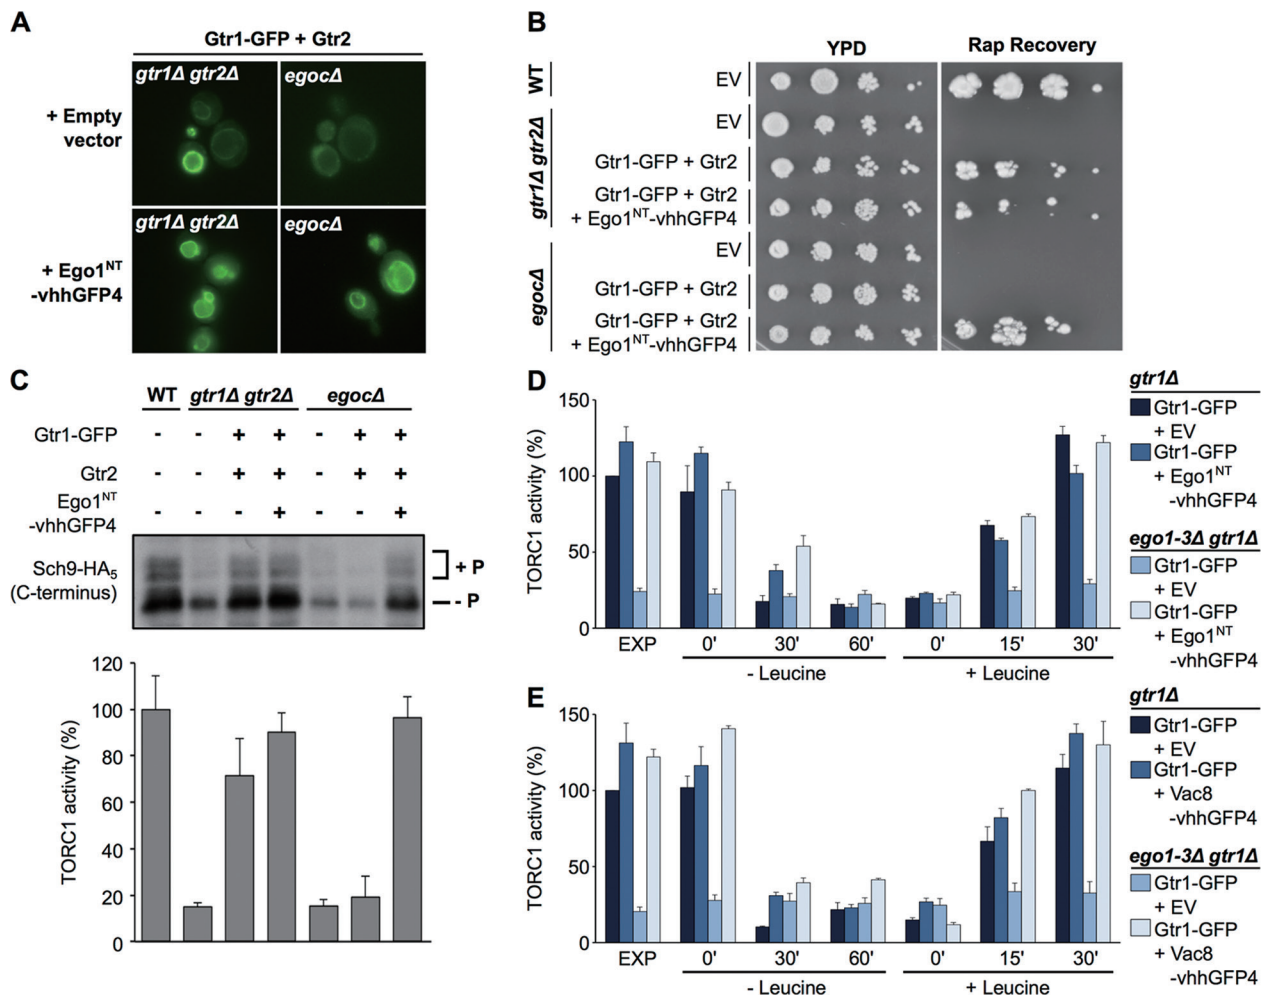 A
Gtr1-GFP + Gtr2
gtr1Δ gtr2Δ
egocΔ
+ Empty
vector
gtr1Δ gtr2Δ
egocΔ
+ Ego1NT
-vhhGFP4
B
YPD
Rap Recovery
WT
EV
gtr1Δ gtr2Δ
EV
Gtr1-GFP + Gtr2
Gtr1-GFP + Gtr2
+ Ego1NT-vhhGFP4
egocΔ
EV
Gtr1-GFP + Gtr2
Gtr1-GFP + Gtr2
+ Ego1NT-vhhGFP4
C
WT gtr1Δ gtr2Δ egocΔ
Gtr1-GFP - - + + - + +
Gtr2 - - + + - + +
Ego1NT
-vhhGFP4 - - - + - - +
Sch9-HA5
(C-terminus)
+ P
- P
TORC1 activity (%)
120
100
80
60
40
20
0
D
TORC1 activity (%)
150
100
50
0
EXP 0' 30' 60' 0' 15' 30'
- Leucine + Leucine
gtr1Δ
Gtr1-GFP
+ EV
Gtr1-GFP
+ Ego1NT
-vhhGFP4
ego1-3Δ gtr1Δ
Gtr1-GFP
+ EV
Gtr1-GFP
+ Ego1NT
-vhhGFP4
E
TORC1 activity (%)
150
100
50
0
EXP 0' 30' 60' 0' 15' 30'
- Leucine + Leucine
gtr1Δ
Gtr1-GFP
+ EV
Gtr1-GFP
+ Vac8
-vhhGFP4
ego1-3Δ gtr1Δ
Gtr1-GFP
+ EV
Gtr1-GFP
+ Vac8
-vhhGFP4